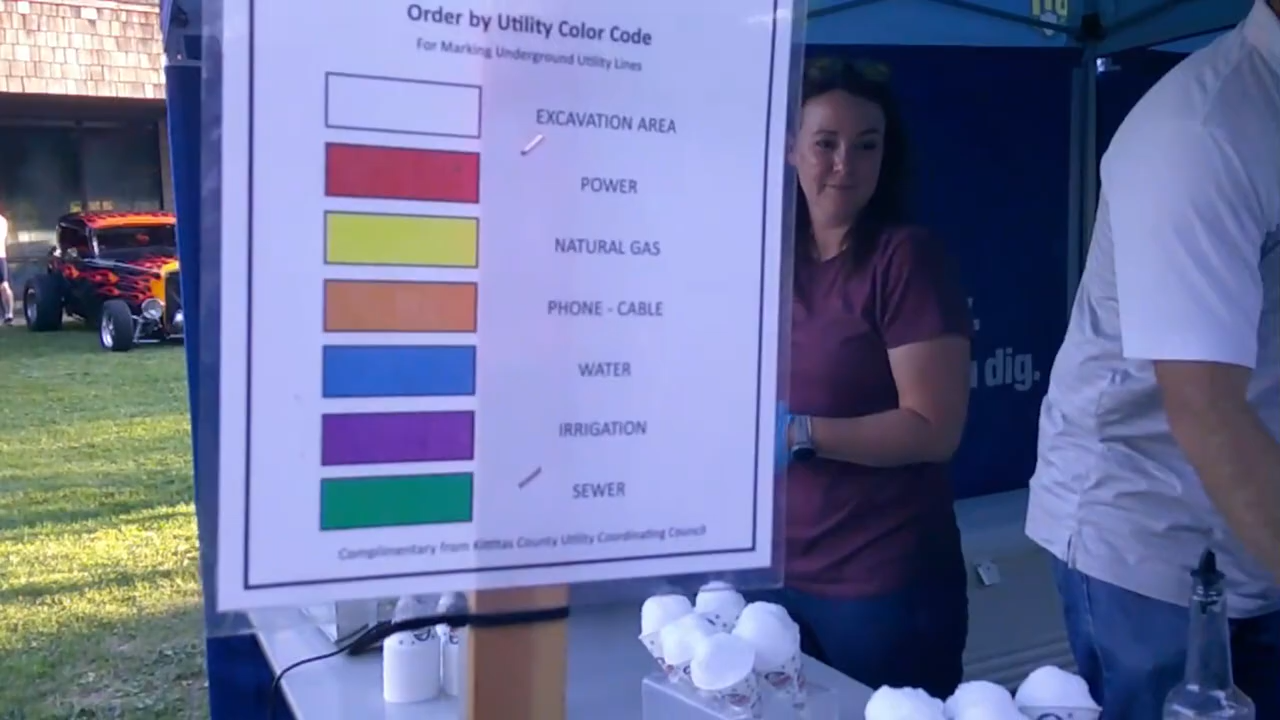 Order by Utility Color Code
For Marking Underground Utility Lines
EXCAVATION AREA
POWER
NATURAL GAS
PHONE - CABLE
WATER
IRRIGATION
SEWER
Complimentary from Kittitas County Utility Coordinating Council
dig.